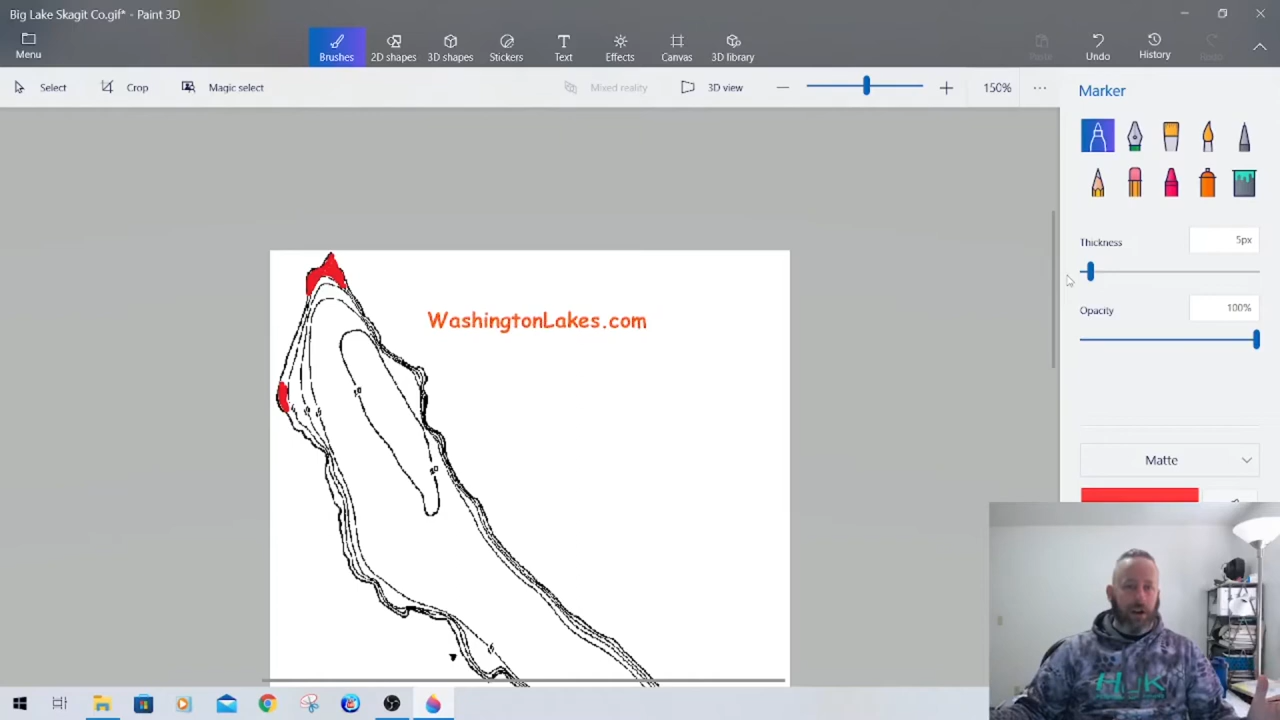 Big Lake Skagit Co.gif* - Paint 3D
Menu
Brushes
2D shapes
3D shapes
Stickers
Text
Effects
Canvas
3D library
Paste
Undo
History
Redo
Select
Crop
Magic select
Mixed reality
3D view
150%
Marker
Thickness
5px
Opacity
100%
Matte
WashingtonLakes.com